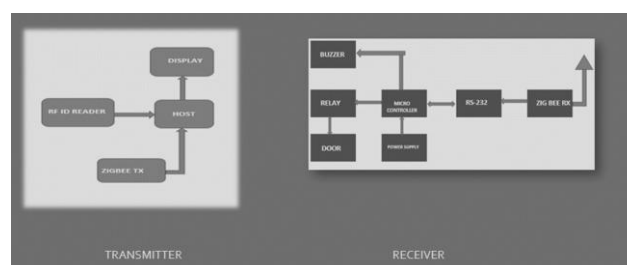 DISPLAY
RF ID READER
HOST
ZIGBEE TX
TRANSMITTER
BUZZER
RELAY
MICRO
CONTROLLER
RS-232
ZIG BEE RX
DOOR
POWER SUPPLY
RECEIVER